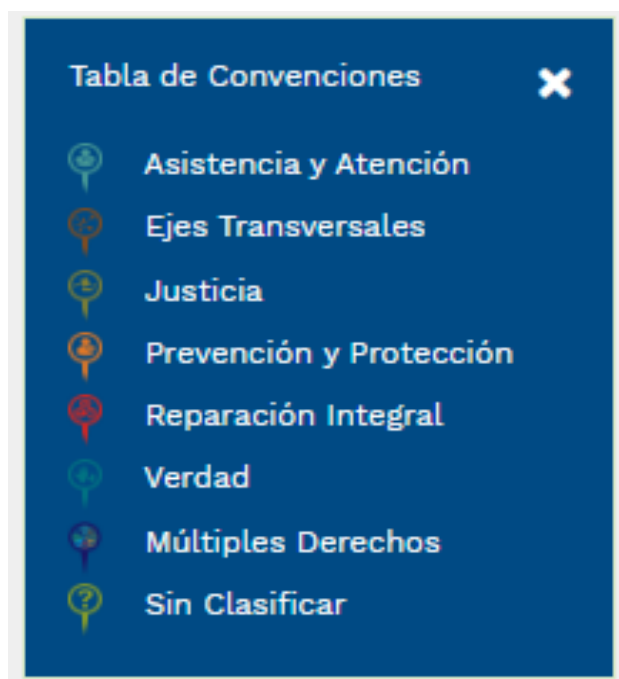 Tabla de Convenciones
Asistencia y Atención
Ejes Transversales
Justicia
Prevención y Protección
Reparación Integral
Verdad
Múltiples Derechos
Sin Clasificar